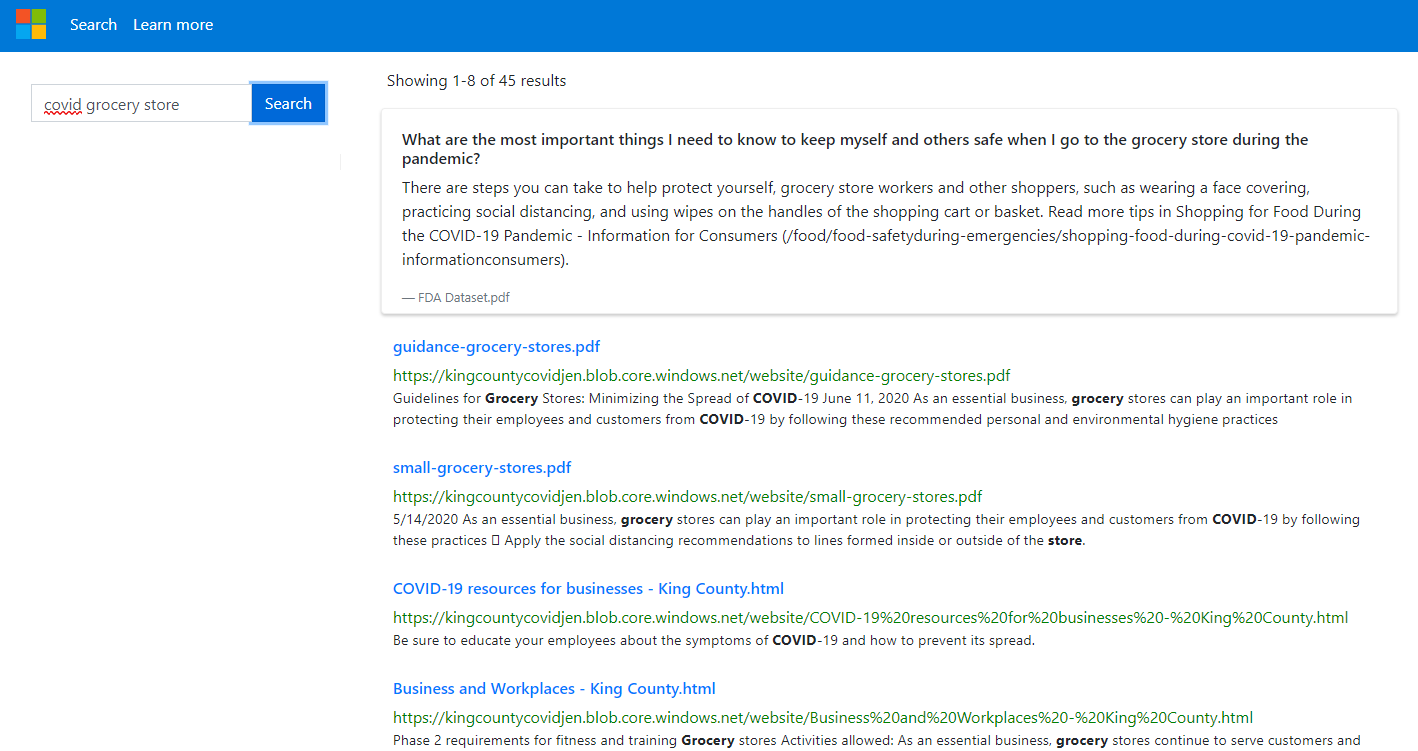 Search Learn more
covid grocery store Search
Showing 1-8 of 45 results
What are the most important things I need to know to keep myself and others safe when I go to the grocery store during the
pandemic?
There are steps you can take to help protect yourself, grocery store workers and other shoppers, such as wearing a face covering,
practicing social distancing, and using wipes on the handles of the shopping cart or basket. Read more tips in Shopping for Food During
the COVID-19 Pandemic - Information for Consumers (/food/food-safetyduring-emergencies/shopping-food-during-covid-19-pandemic-
informationconsumers).
— FDA Dataset.pdf
guidance-grocery-stores.pdf
https://kingcountycovidjen.blob.core.windows.net/website/guidance-grocery-stores.pdf
Guidelines for Grocery Stores: Minimizing the Spread of COVID-19 June 11, 2020 As an essential business, grocery stores can play an important role in
protecting their employees and customers from COVID-19 by following these recommended personal and environmental hygiene practices
small-grocery-stores.pdf
https://kingcountycovidjen.blob.core.windows.net/website/small-grocery-stores.pdf
5/14/2020 As an essential business, grocery stores can play an important role in protecting their employees and customers from COVID-19 by following
these practices ▯ Apply the social distancing recommendations to lines formed inside or outside of the store.
COVID-19 resources for businesses - King County.html
https://kingcountycovidjen.blob.core.windows.net/website/COVID-19%20resources%20for%20businesses%20-%20King%20County.html
Be sure to educate your employees about the symptoms of COVID-19 and how to prevent its spread.
Business and Workplaces - King County.html
https://kingcountycovidjen.blob.core.windows.net/website/Business%20and%20Workplaces%20-%20King%20County.html
Phase 2 requirements for fitness and training Grocery stores Activities allowed: As an essential business, grocery stores continue to serve customers and